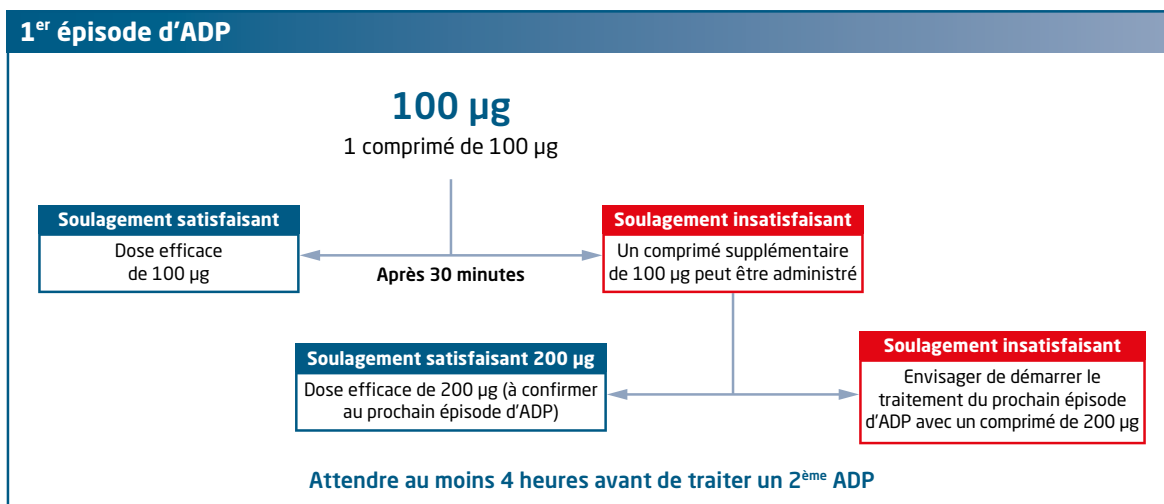 1er épisode d'ADP
100 µg
1 comprimé de 100 µg
Soulagement satisfaisant
Dose efficace
de 100 µg
Après 30 minutes
Soulagement insatisfaisant
Un comprimé supplémentaire
de 100 µg peut être administré
Soulagement satisfaisant 200 µg
Dose efficace de 200 µg (à confirmer
au prochain épisode d'ADP)
Soulagement insatisfaisant
Envisager de démarrer le
traitement du prochain épisode
d'ADP avec un comprimé de 200 µg
Attendre au moins 4 heures avant de traiter un 2ème ADP